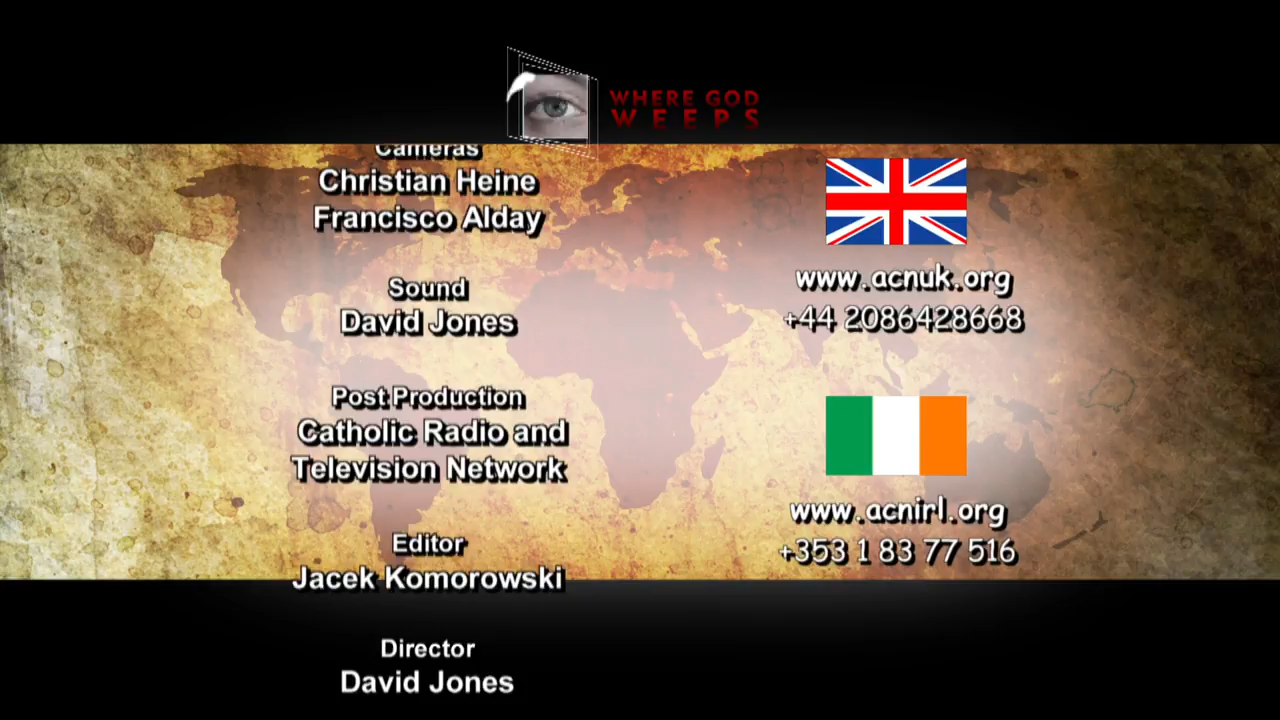 WHERE GOD
WEEPS
Cameras
Christian Heine
Francisco Alday
Sound
David Jones
Post Production
Catholic Radio and
Television Network
Editor
Jacek Komorowski
Director
David Jones
www.acnuk.org
+44 2086428668
www.acnirl.org
+353 1 83 77 516